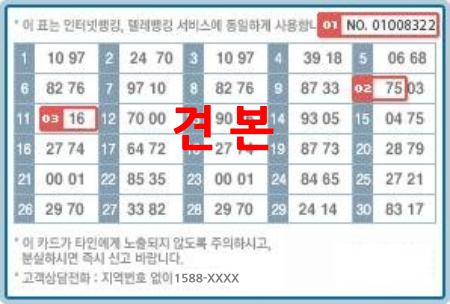 * 이 표는 인터넷뱅킹, 텔레뱅킹 서비스에 동일하게 사용합니 01 NO. 01008322
1 10 97 2 24 70 3 10 97 4 39 18 5 06 68
6 82 76 7 97 10 8 82 76 9 87 33 02 75 03
11 03 16 12 70 00 90 14 93 05 15 04 75
16 27 74 17 64 72 18 27 74 19 87 73 20 28 79
21 00 01 22 85 35 23 00 01 24 84 65 25 27 21
26 29 70 27 33 82 28 29 70 29 24 14 30 83 17
견본
* 이 카드가 타인에게 노출되지 않도록 주의하시고,
분실하시면 즉시 신고 바랍니다.
* 고객상담전화 : 지역번호 없이1588-XXXX